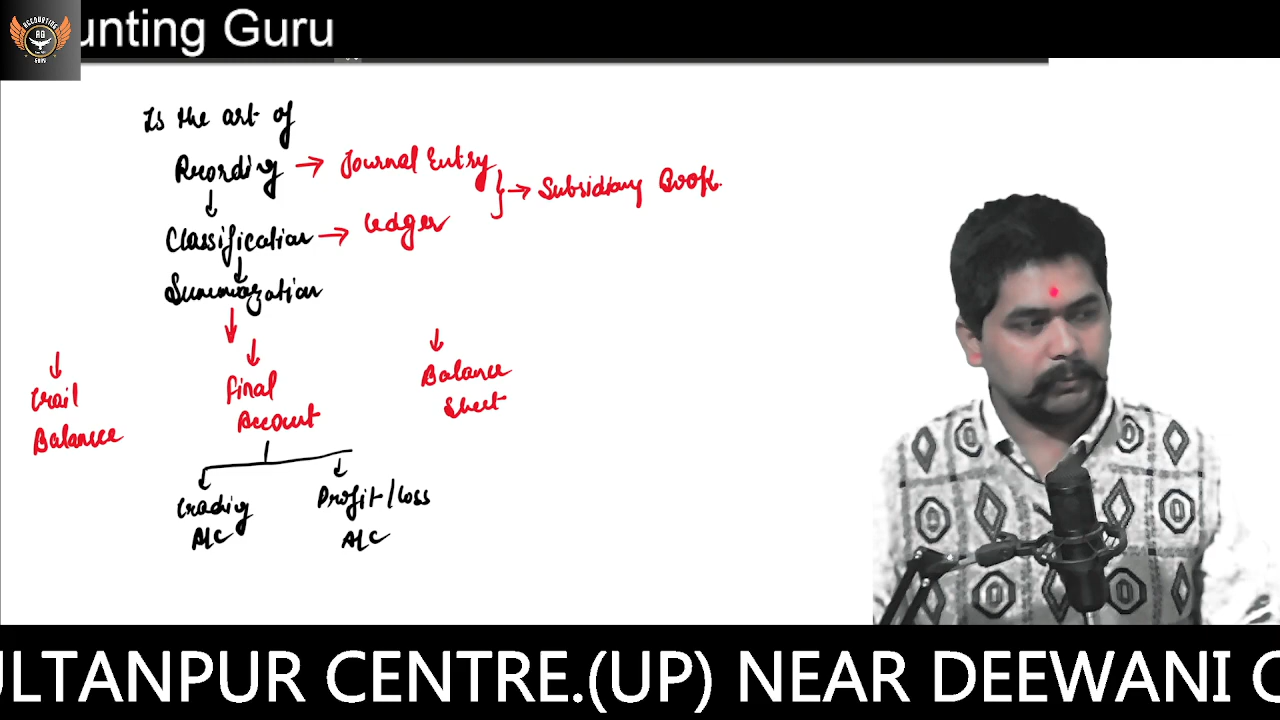 unting Guru
Is the art of
Recording → Journal Entry
} → Subsidiary Book.
Classification → ledger
Summarization
Trail
Balance
final
Account
Balance
Sheet
Trading
A/C
Profit/loss
A/C
ULTANPUR CENTRE.(UP) NEAR DEEWANI C